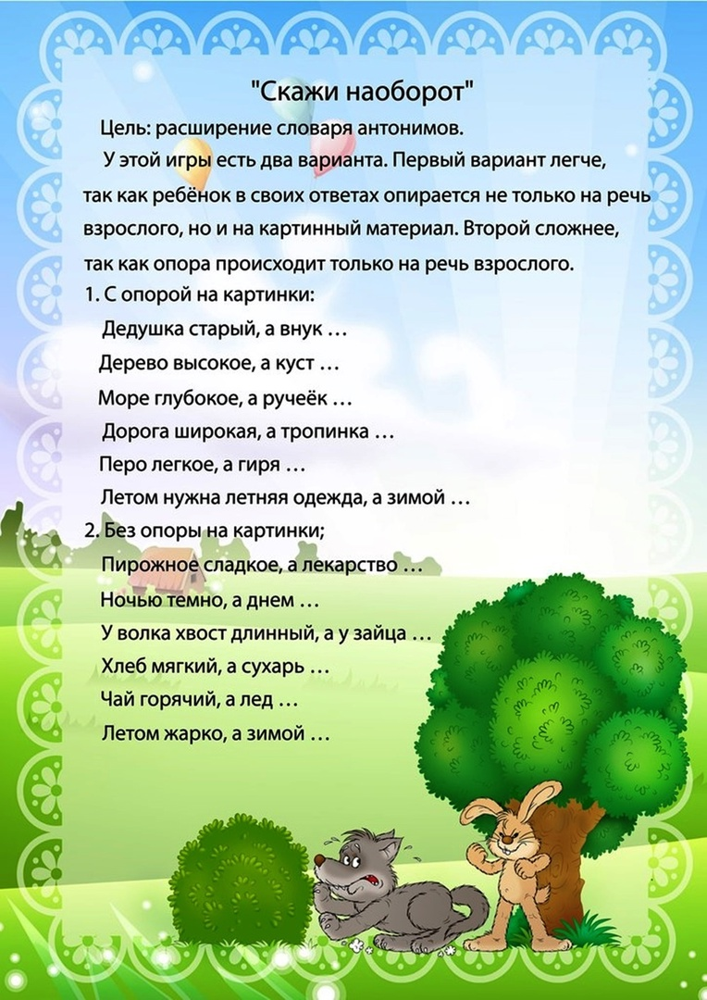 "Скажи наоборот"
Цель: расширение словаря антонимов.
У этой игры есть два варианта. Первый вариант легче,
так как ребёнок в своих ответах опирается не только на речь
взрослого, но и на картинный материал. Второй сложнее,
так как опора происходит только на речь взрослого.
1. С опорой на картинки:
Дедушка старый, а внук …
Дерево высокое, а куст …
Море глубокое, а ручеёк …
Дорога широкая, а тропинка …
Перо легкое, а гиря …
Летом нужна летняя одежда, а зимой …
2. Без опоры на картинки;
Пирожное сладкое, а лекарство …
Ночью темно, а днем …
У волка хвост длинный, а у зайца …
Хлеб мягкий, а сухарь …
Чай горячий, а лед …
Летом жарко, а зимой …